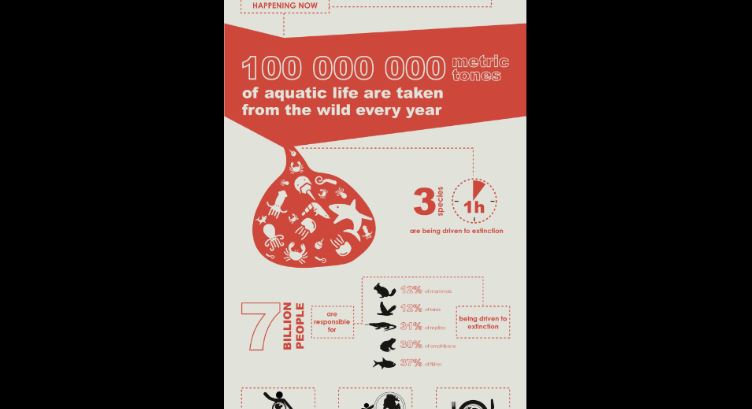 HAPPENING NOW
100 000 000 metric tones
of aquatic life are taken
from the wild every year
3 species
1h
are being driven to extinction
7 BILLION PEOPLE
are
responsible
for
12% of mammals
12% of birds
31% of reptiles
30% of amphibians
37% of fishes
being driven to
extinction